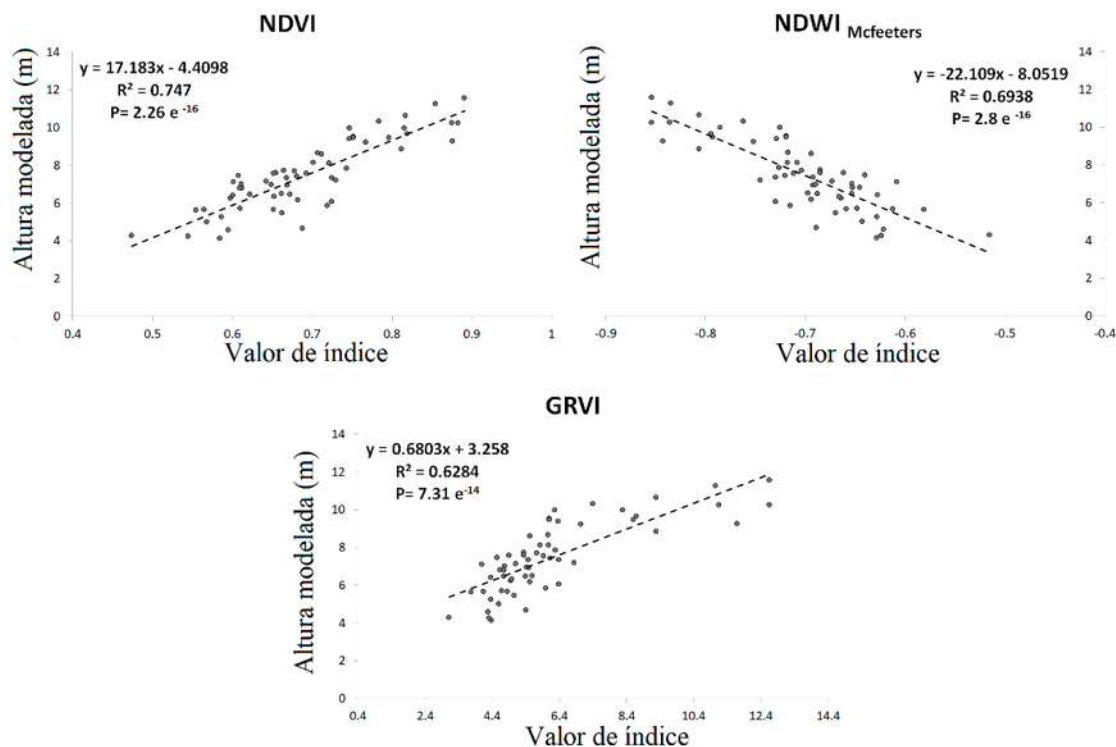 NDVI
Altura modelada (m)
14
12
10
8
6
4
2
0
y = 17.183x - 4.4098
R² = 0.747
P= 2.26 e -16
0.4 0.5 0.6 0.7 0.8 0.9 1
Valor de índice
NDWI Mcfeeters
Altura modelada (m)
14
12
10
8
6
4
2
0
y = -22.109x - 8.0519
R² = 0.6938
P= 2.8 e -16
-0.9 -0.8 -0.7 -0.6 -0.5 -0.4
Valor de índice
GRVI
Altura modelada (m)
14
12
10
8
6
4
2
0
y = 0.6803x + 3.258
R² = 0.6284
P= 7.31 e-14
0.4 2.4 4.4 6.4 8.4 10.4 12.4 14.4
Valor de índice